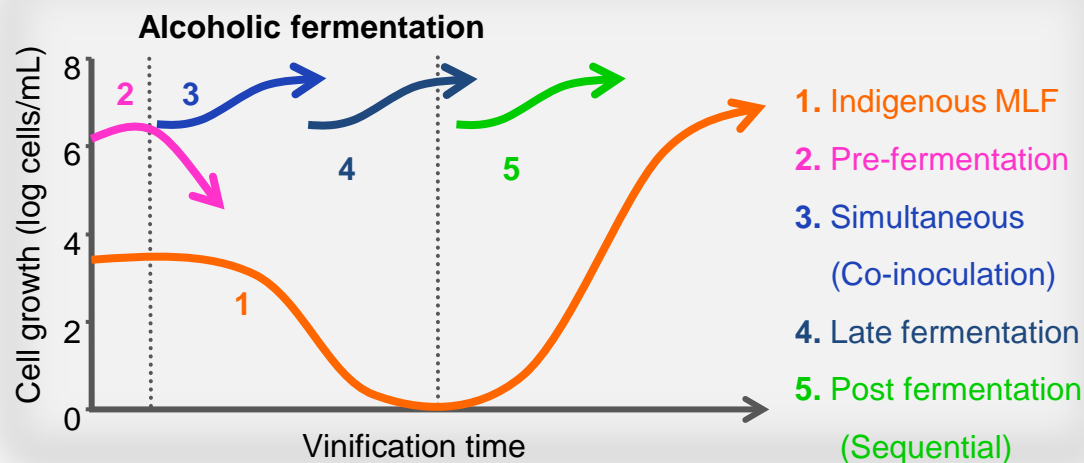 Alcoholic fermentation
Cell growth (log cells/mL)
8
6
4
2
0
2
3
4
5
1
Vinification time
1. Indigenous MLF
2. Pre-fermentation
3. Simultaneous
(Co-inoculation)
4. Late fermentation
5. Post fermentation
(Sequential)